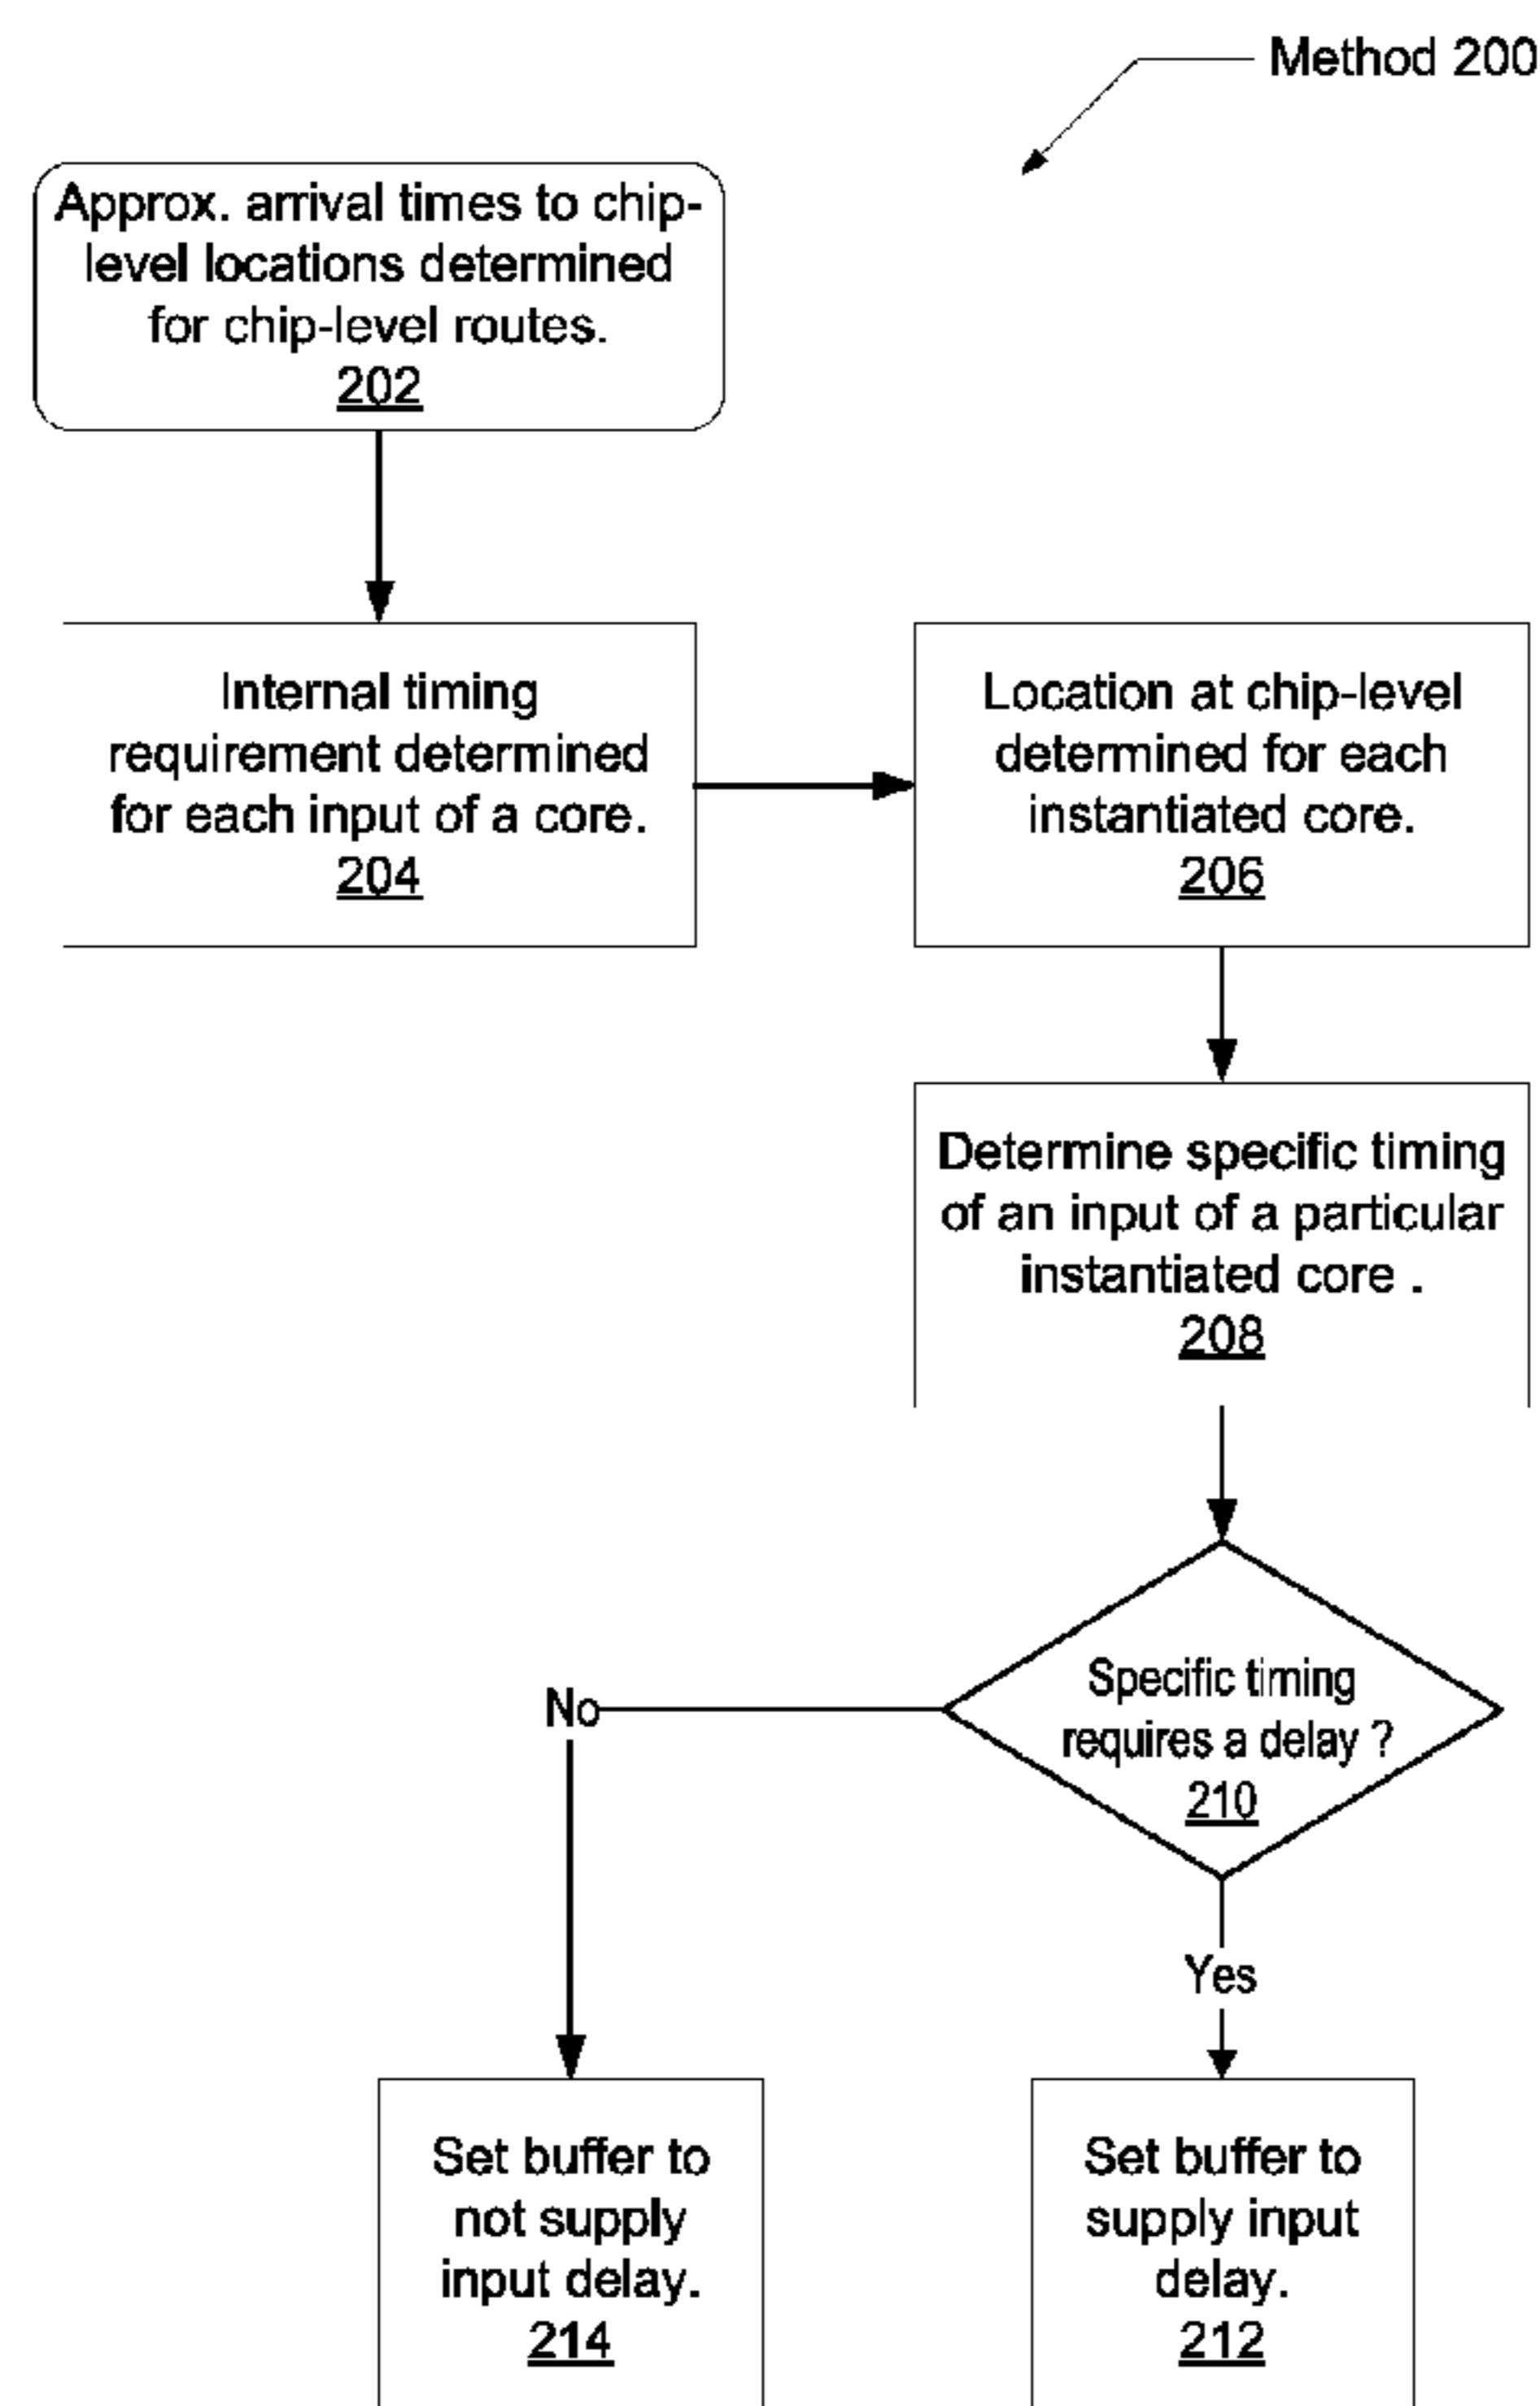 Method 200
Approx. arrival times to chip-
level locations determined
for chip-level routes.
202
Internal timing
requirement determined
for each input of a core.
204
Location at chip-level
determined for each
instantiated core.
206
Determine specific timing
of an input of a particular
instantiated core .
208
Specific timing
requires a delay ?
210
No
Yes
Set buffer to
not supply
input delay.
214
Set buffer to
supply input
delay.
212